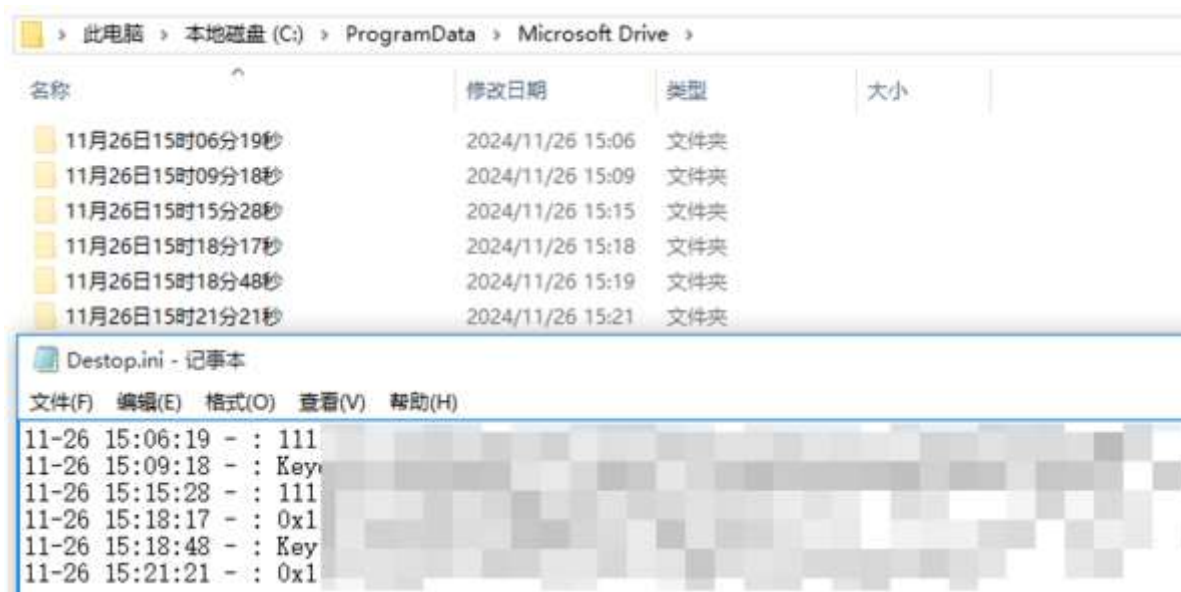 此电脑 › 本地磁盘 (C:) › ProgramData › Microsoft Drive ›
名称 修改日期 类型 大小
11月26日15时06分19秒 2024/11/26 15:06 文件夹
11月26日15时09分18秒 2024/11/26 15:09 文件夹
11月26日15时15分28秒 2024/11/26 15:15 文件夹
11月26日15时18分17秒 2024/11/26 15:18 文件夹
11月26日15时18分48秒 2024/11/26 15:19 文件夹
11月26日15时21分21秒 2024/11/26 15:21 文件夹
Destop.ini - 记事本
文件(F) 编辑(E) 格式(O) 查看(V) 帮助(H)
11-26 15:06:19 - : 111
11-26 15:09:18 - : Key
11-26 15:15:28 - : 111
11-26 15:18:17 - : 0x1
11-26 15:18:48 - : Key
11-26 15:21:21 - : 0x1